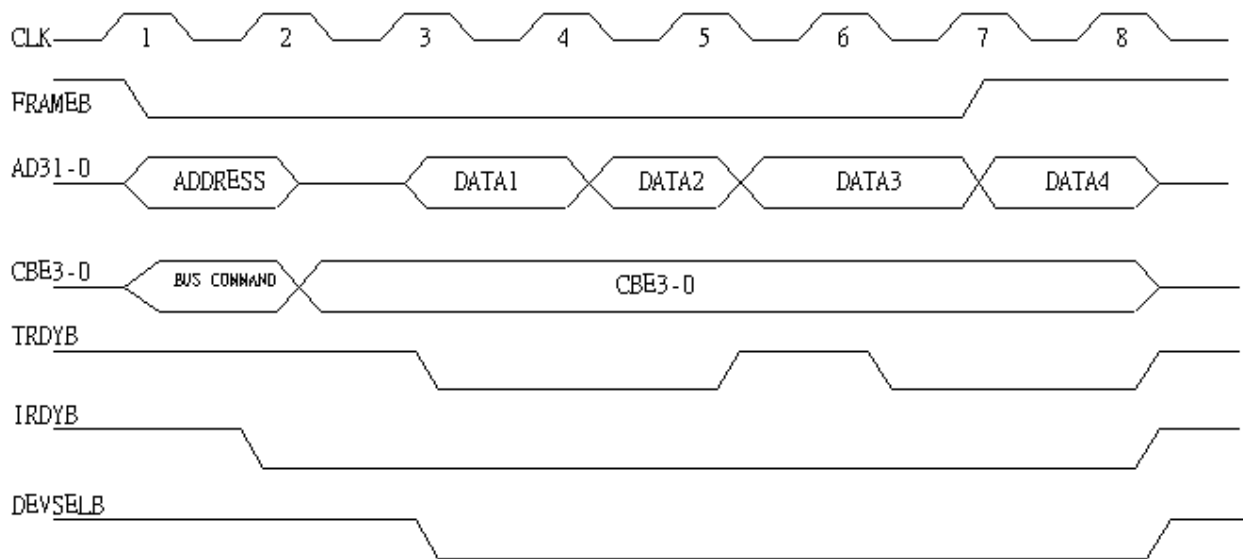 CLK 1 2 3 4 5 6 7 8
FRAMEB
AD31-0 ADDRESS DATA1 DATA2 DATA3 DATA4
CBE3-0 BUS COMMAND CBE3-0
TRDYB
IRDYB
DEVSELB